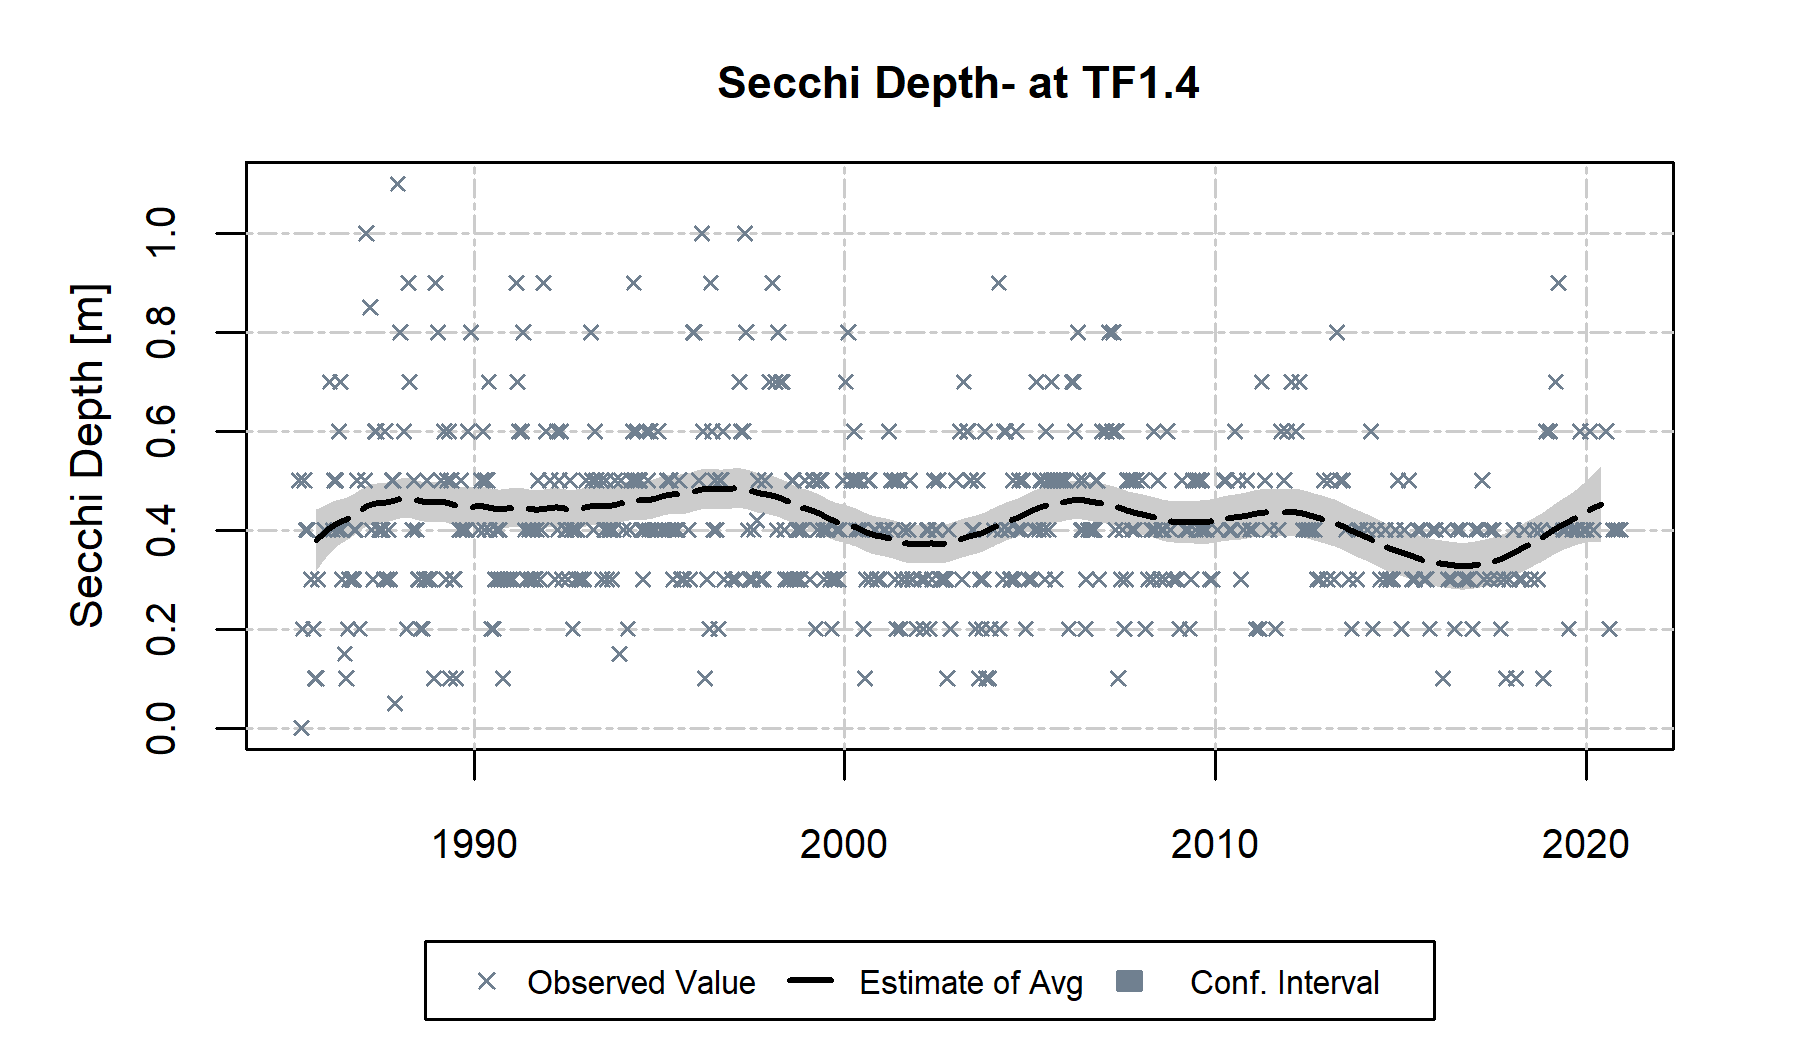 Secchi Depth- at TF1.4
Secchi Depth [m]
1.0
0.8
0.6
0.4
0.2
0.0
1990 2000 2010 2020
Observed Value Estimate of Avg Conf. Interval